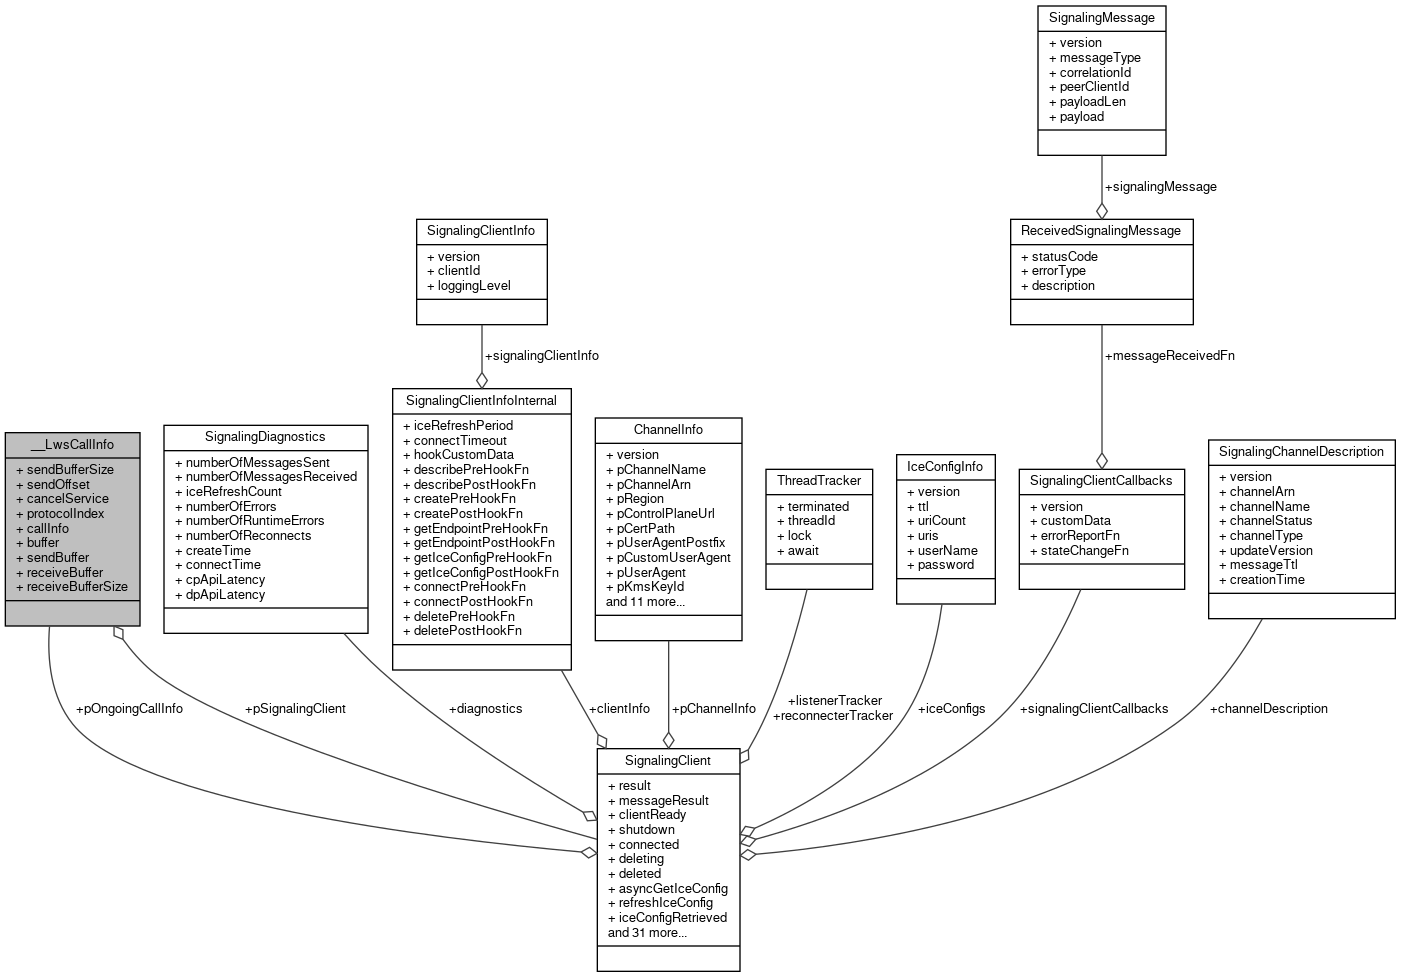 SignalingMessage
+ version
+ messageType
+ correlationId
+ peerClientId
+ payloadLen
+ payload
+signalingMessage
SignalingClientInfo
+ version
+ clientId
+ loggingLevel
ReceivedSignalingMessage
+ statusCode
+ errorType
+ description
+signalingClientInfo
+messageReceivedFn
__LwsCallInfo
+ sendBufferSize
+ sendOffset
+ cancelService
+ protocolIndex
+ callInfo
+ buffer
+ sendBuffer
+ receiveBuffer
+ receiveBufferSize
SignalingDiagnostics
+ numberOfMessagesSent
+ numberOfMessagesReceived
+ iceRefreshCount
+ numberOfErrors
+ numberOfRuntimeErrors
+ numberOfReconnects
+ createTime
+ connectTime
+ cpApiLatency
+ dpApiLatency
SignalingClientInfoInternal
+ iceRefreshPeriod
+ connectTimeout
+ hookCustomData
+ describePreHookFn
+ describePostHookFn
+ createPreHookFn
+ createPostHookFn
+ getEndpointPreHookFn
+ getEndpointPostHookFn
+ getIceConfigPreHookFn
+ getIceConfigPostHookFn
+ connectPreHookFn
+ connectPostHookFn
+ deletePreHookFn
+ deletePostHookFn
ChannelInfo
+ version
+ pChannelName
+ pChannelArn
+ pRegion
+ pControlPlaneUrl
+ pCertPath
+ pUserAgentPostfix
+ pCustomUserAgent
+ pUserAgent
+ pKmsKeyId
and 11 more...
ThreadTracker
+ terminated
+ threadId
+ lock
+ await
IceConfigInfo
+ version
+ ttl
+ uriCount
+ uris
+ userName
+ password
SignalingClientCallbacks
+ version
+ customData
+ errorReportFn
+ stateChangeFn
SignalingChannelDescription
+ version
+ channelArn
+ channelName
+ channelStatus
+ channelType
+ updateVersion
+ messageTtl
+ creationTime
+pOngoingCallInfo
+pSignalingClient
+diagnostics
+clientInfo
+pChannelInfo
+listenerTracker
+reconnecterTracker
+iceConfigs
+signalingClientCallbacks
+channelDescription
SignalingClient
+ result
+ messageResult
+ clientReady
+ shutdown
+ connected
+ deleting
+ deleted
+ asyncGetIceConfig
+ refreshIceConfig
+ iceConfigRetrieved
and 31 more...